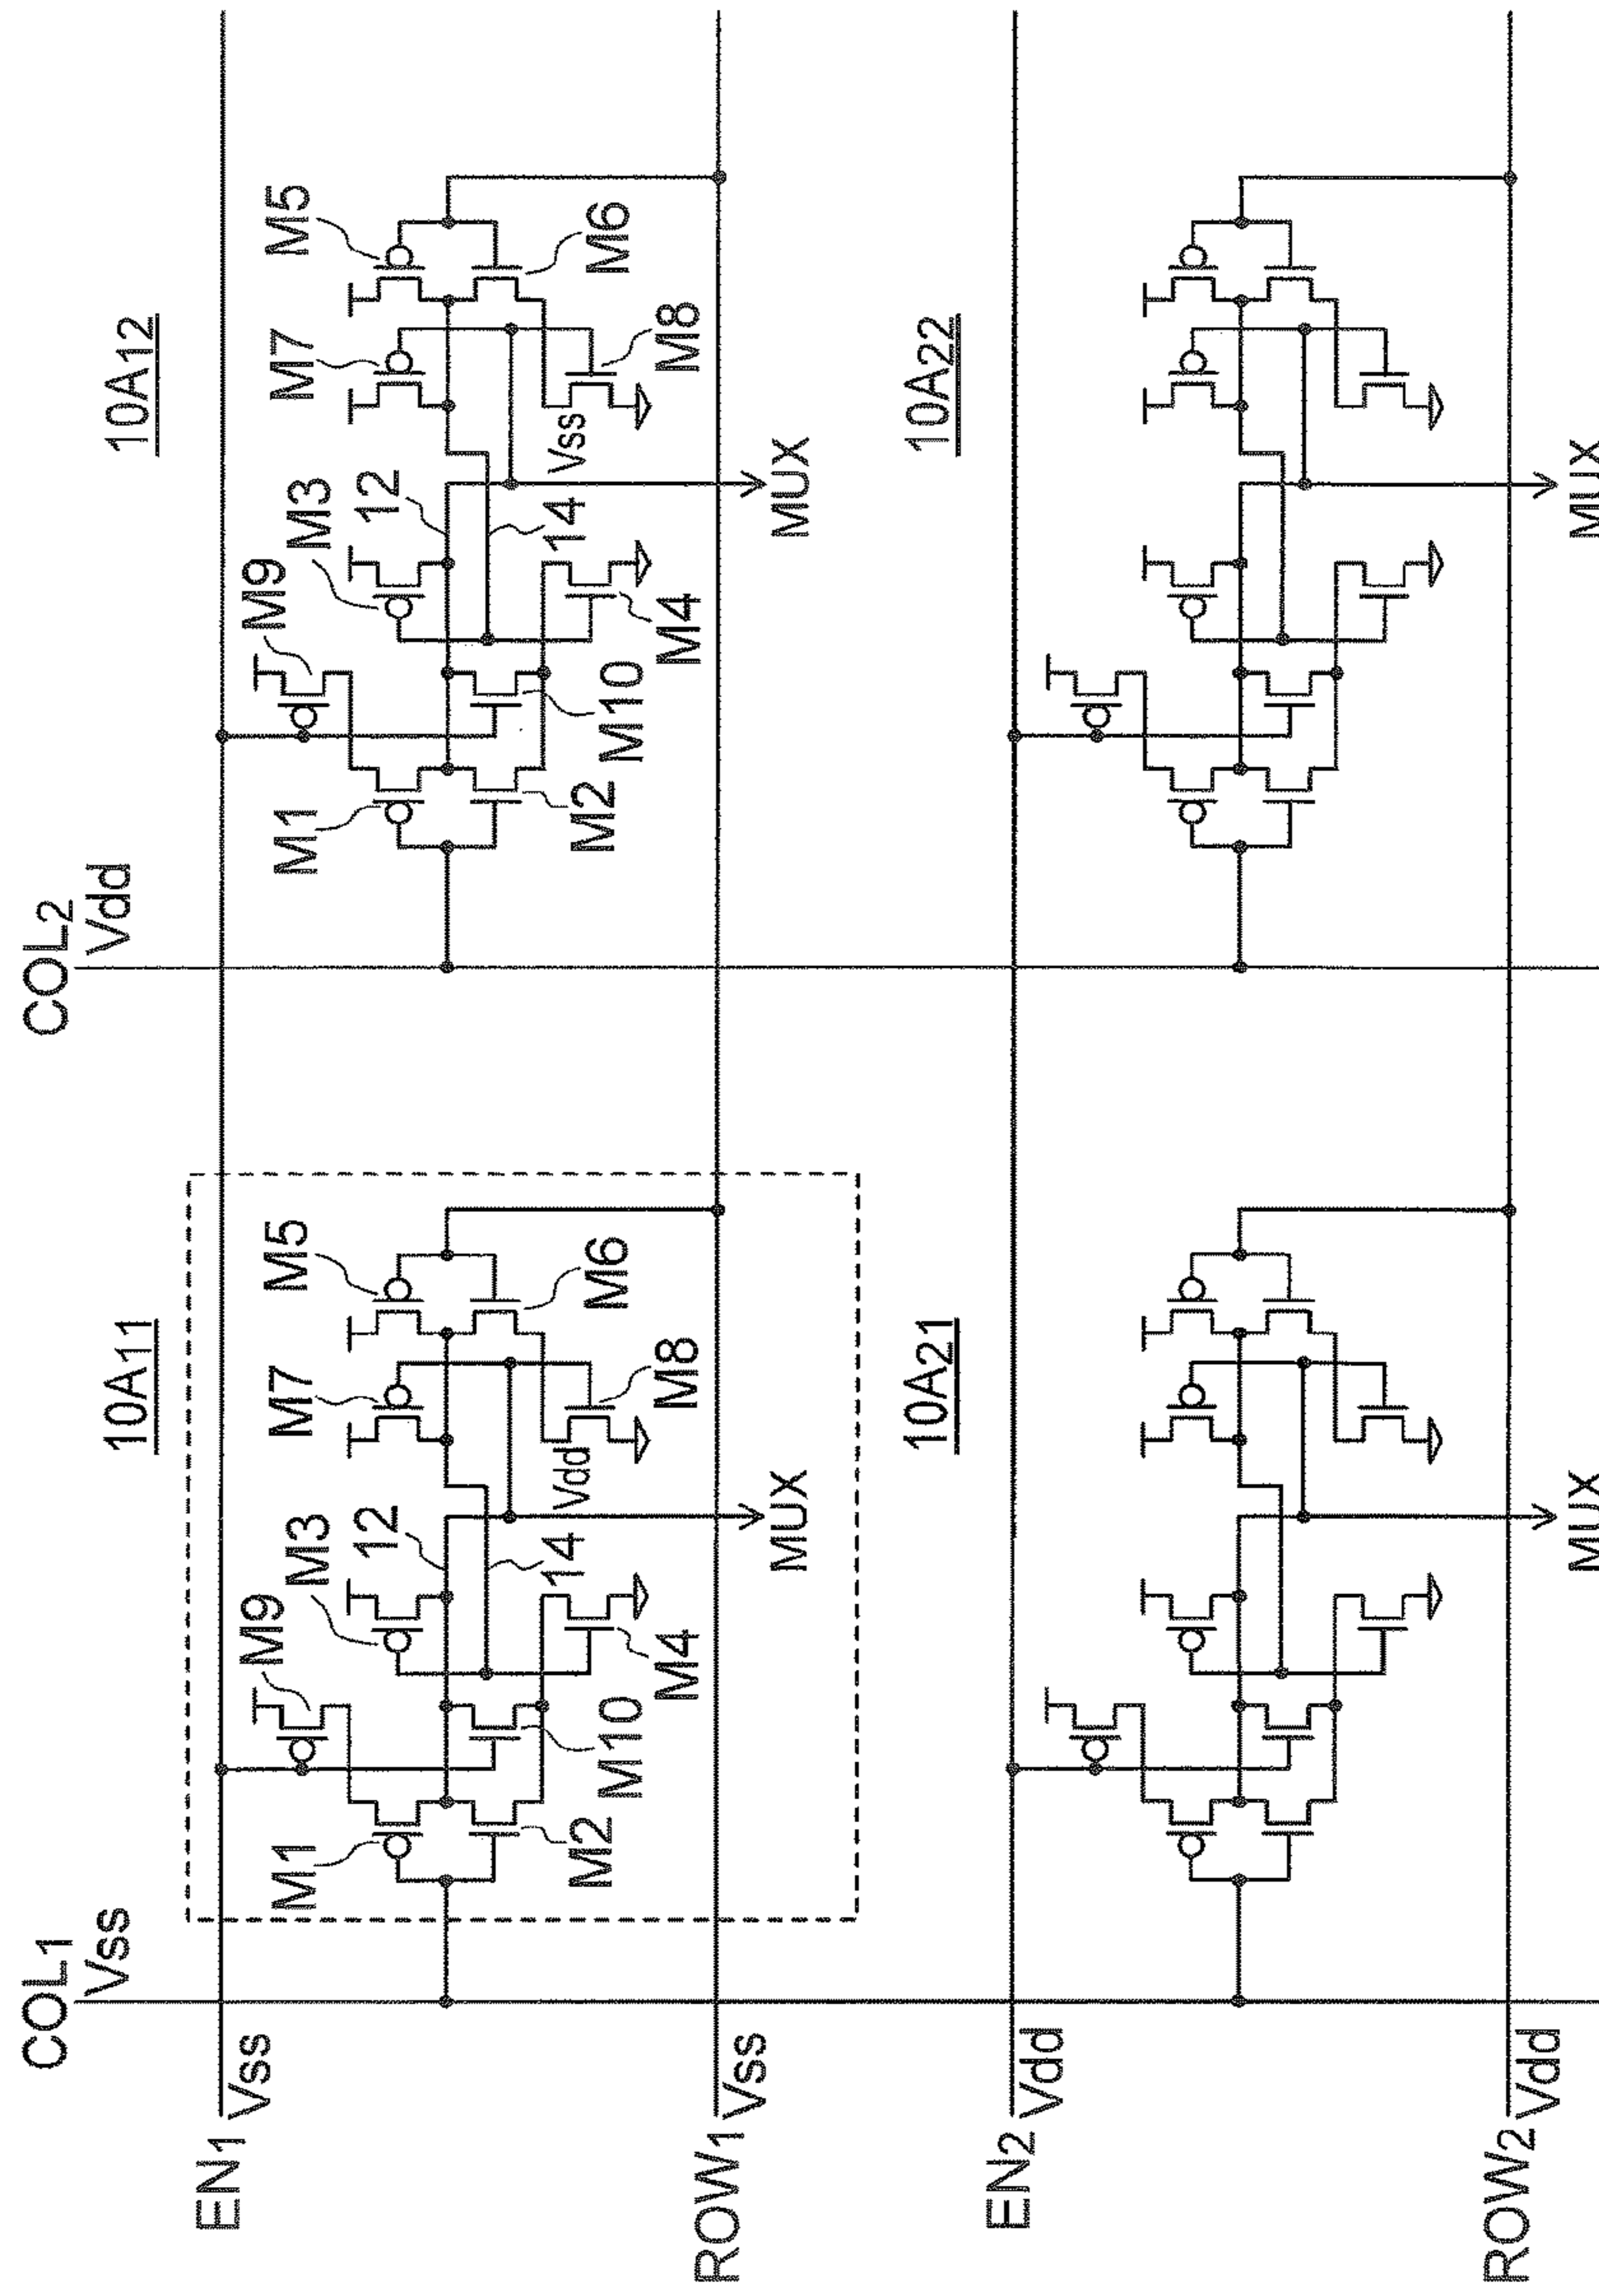 COL1
Vss
COL2
Vdd
EN1
Vss
10A11
M1
M9
M3
12
M7
M5
M2
M10
M4
14
Vdd
M8
M6
MUX
10A12
M1
M9
M3
12
M7
M5
M2
M10
M4
14
Vss
M8
M6
MUX
ROW1
Vss
EN2
Vdd
10A21
MUX
10A22
MUX
ROW2
Vdd